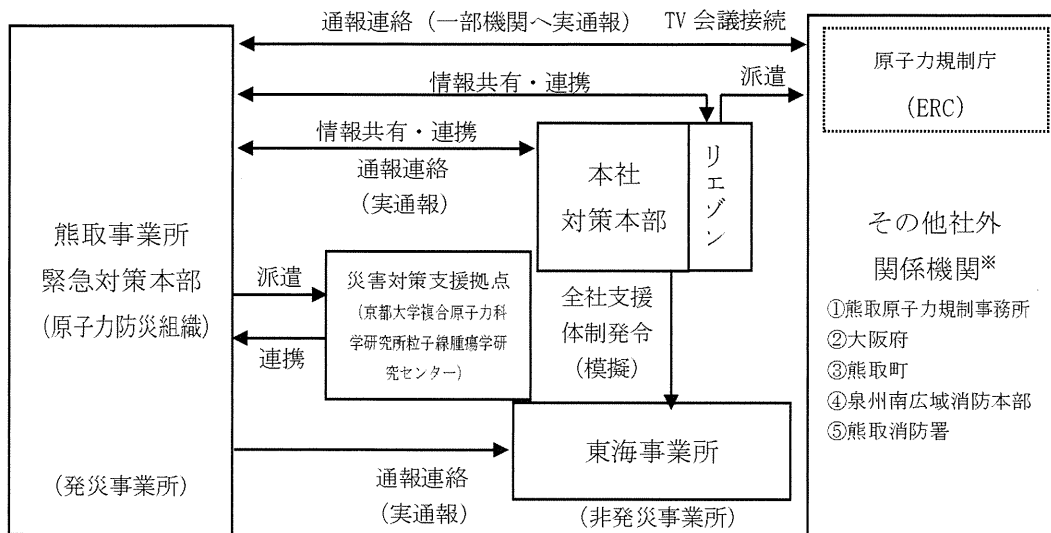 通報連絡（一部機関へ実通報） TV 会議接続
情報共有・連携
派遣
情報共有・連携
通報連絡
（実通報）
熊取事業所
緊急対策本部
（原子力防災組織）
（発災事業所）
派遣
連携
災害対策支援拠点
（京都大学複合原子力科
学研究所粒子線腫瘍学研
究センター）
本社
対策本部
リエゾン
全社支援
体制発令
（模擬）
東海事業所
（非発災事業所）
通報連絡
（実通報）
原子力規制庁
（ERC）
その他社外
関係機関※
①熊取原子力規制事務所
②大阪府
③熊取町
④泉州南広域消防本部
⑤熊取消防署